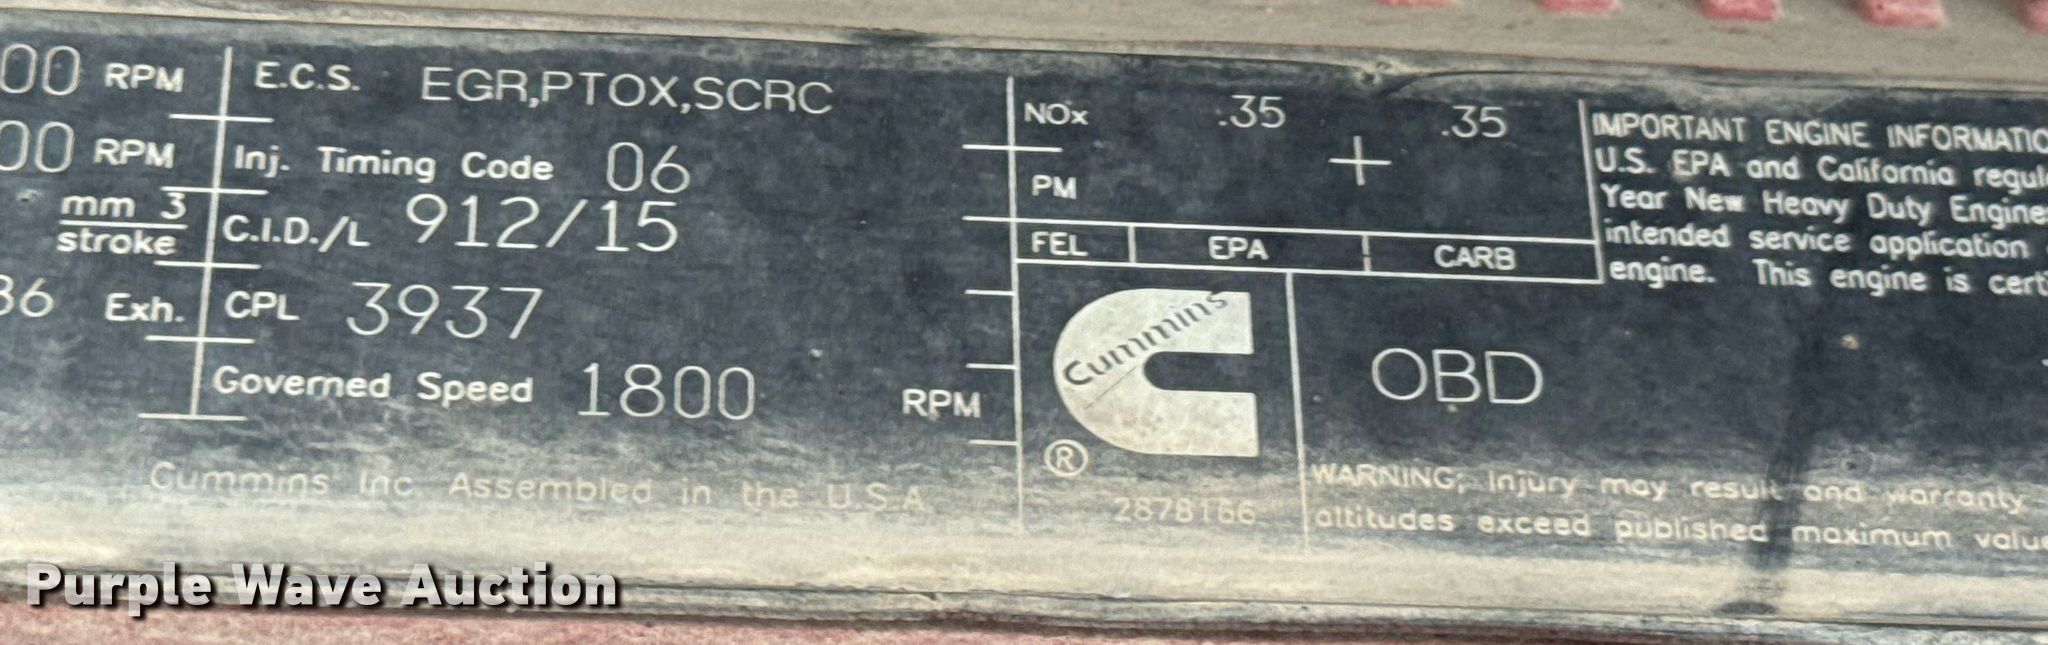 00 RPM
00 RPM
mm 3
stroke
36 Exh.
E.C.S. EGR,PTOX,SCRC
Inj. Timing Code 06
C.I.D./L 912/15
CPL 3937
Governed Speed 1800 RPM
Cummins Inc. Assembled in the U.S.A.
NOx .35 .35
PM
FEL EPA CARB
Cummins
®
2878166
OBD
IMPORTANT ENGINE INFORMATIO
U.S. EPA and California regul
Year New Heavy Duty Engine
intended service application
engine. This engine is certi
WARNING; Injury may result and warranty
altitudes exceed published maximum value
Purple Wave Auction